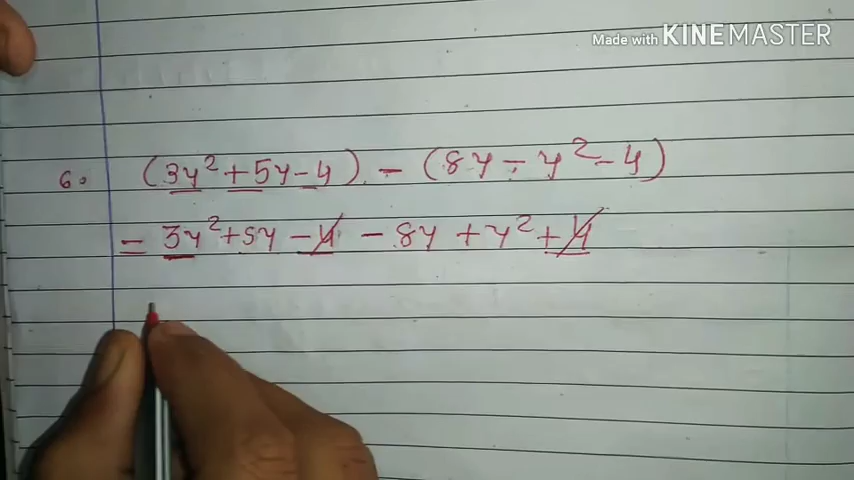 Made with KINEMASTER
6. (3y² + 5y - 4) - (8y - y² - 4)
= 3y² + 5y - 4 - 8y + y² + 4